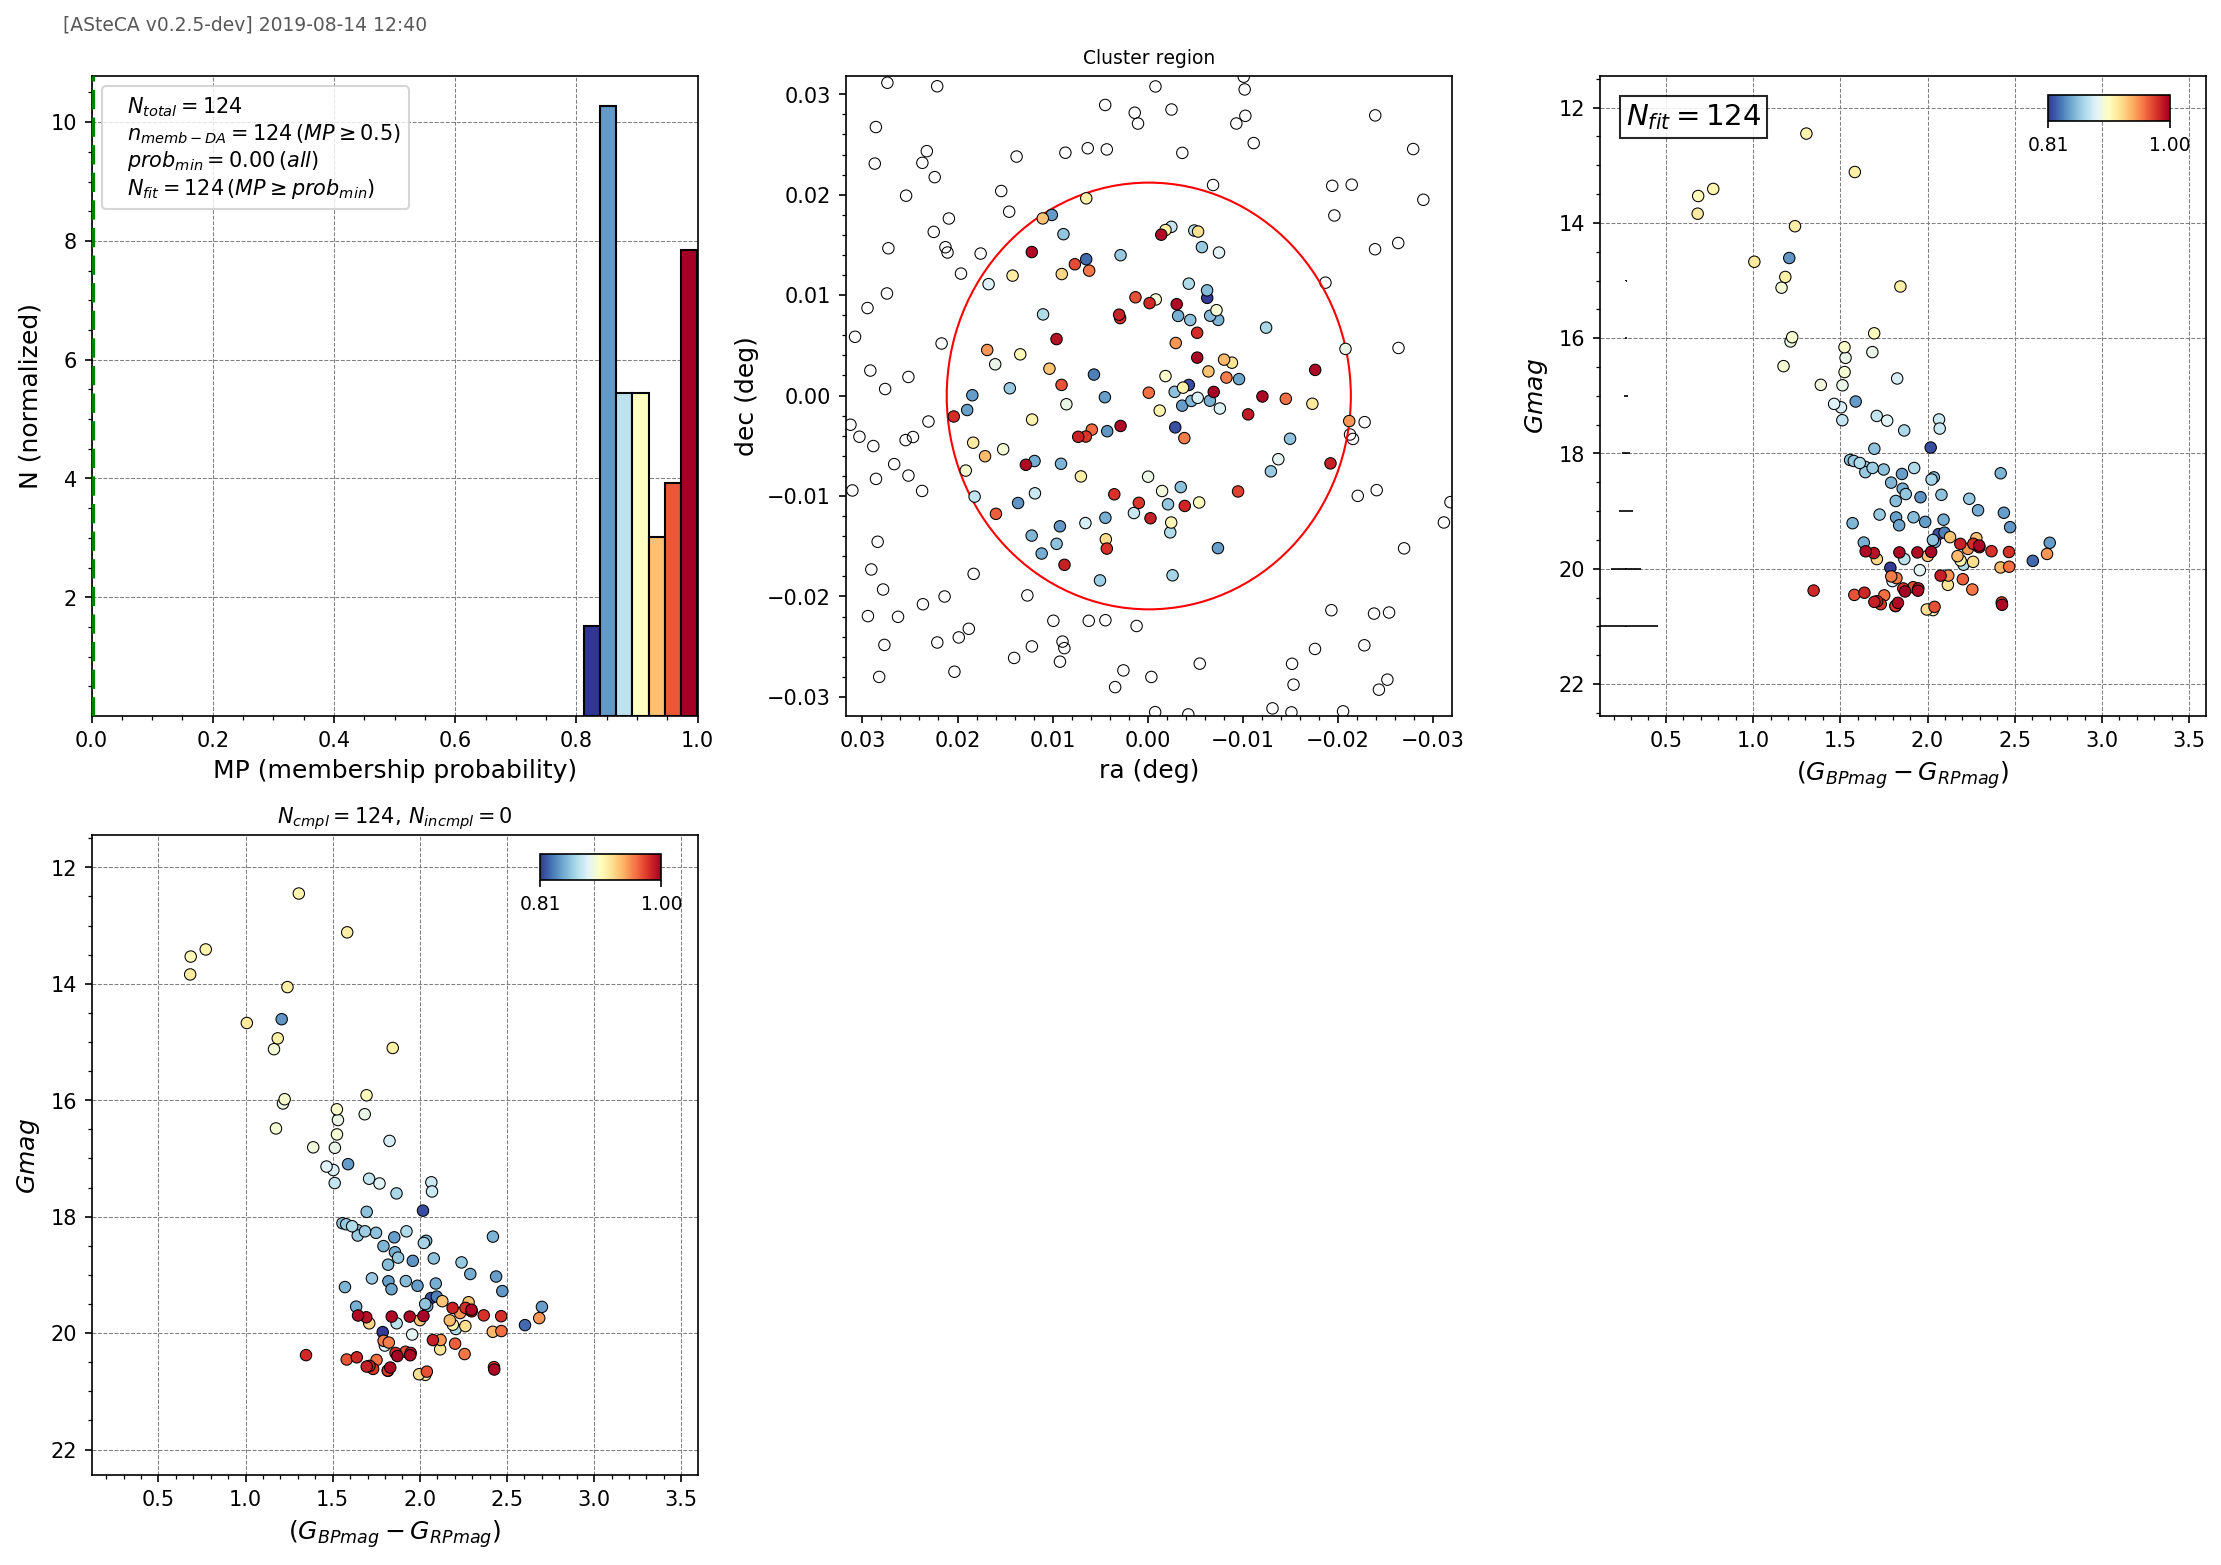 [ASteCA v0.2.5-dev] 2019-08-14 12:40
N_total = 124
n_memb-DA = 124 (MP ≥ 0.5)
prob_min = 0.00 (all)
N_fit = 124 (MP ≥ prob_min)
10
8
6
4
2
0.0 0.2 0.4 0.6 0.8 1.0
N (normalized)
MP (membership probability)
Cluster region
0.03
0.02
0.01
0.00
−0.01
−0.02
−0.03
0.03 0.02 0.01 0.00 −0.01 −0.02 −0.03
dec (deg)
ra (deg)
N_fit = 124
0.81 1.00
12
14
16
18
20
22
0.5 1.0 1.5 2.0 2.5 3.0 3.5
Gmag
(G_BPmag − G_RPmag)
N_cmpl = 124, N_incmpl = 0
0.81 1.00
12
14
16
18
20
22
0.5 1.0 1.5 2.0 2.5 3.0 3.5
Gmag
(G_BPmag − G_RPmag)